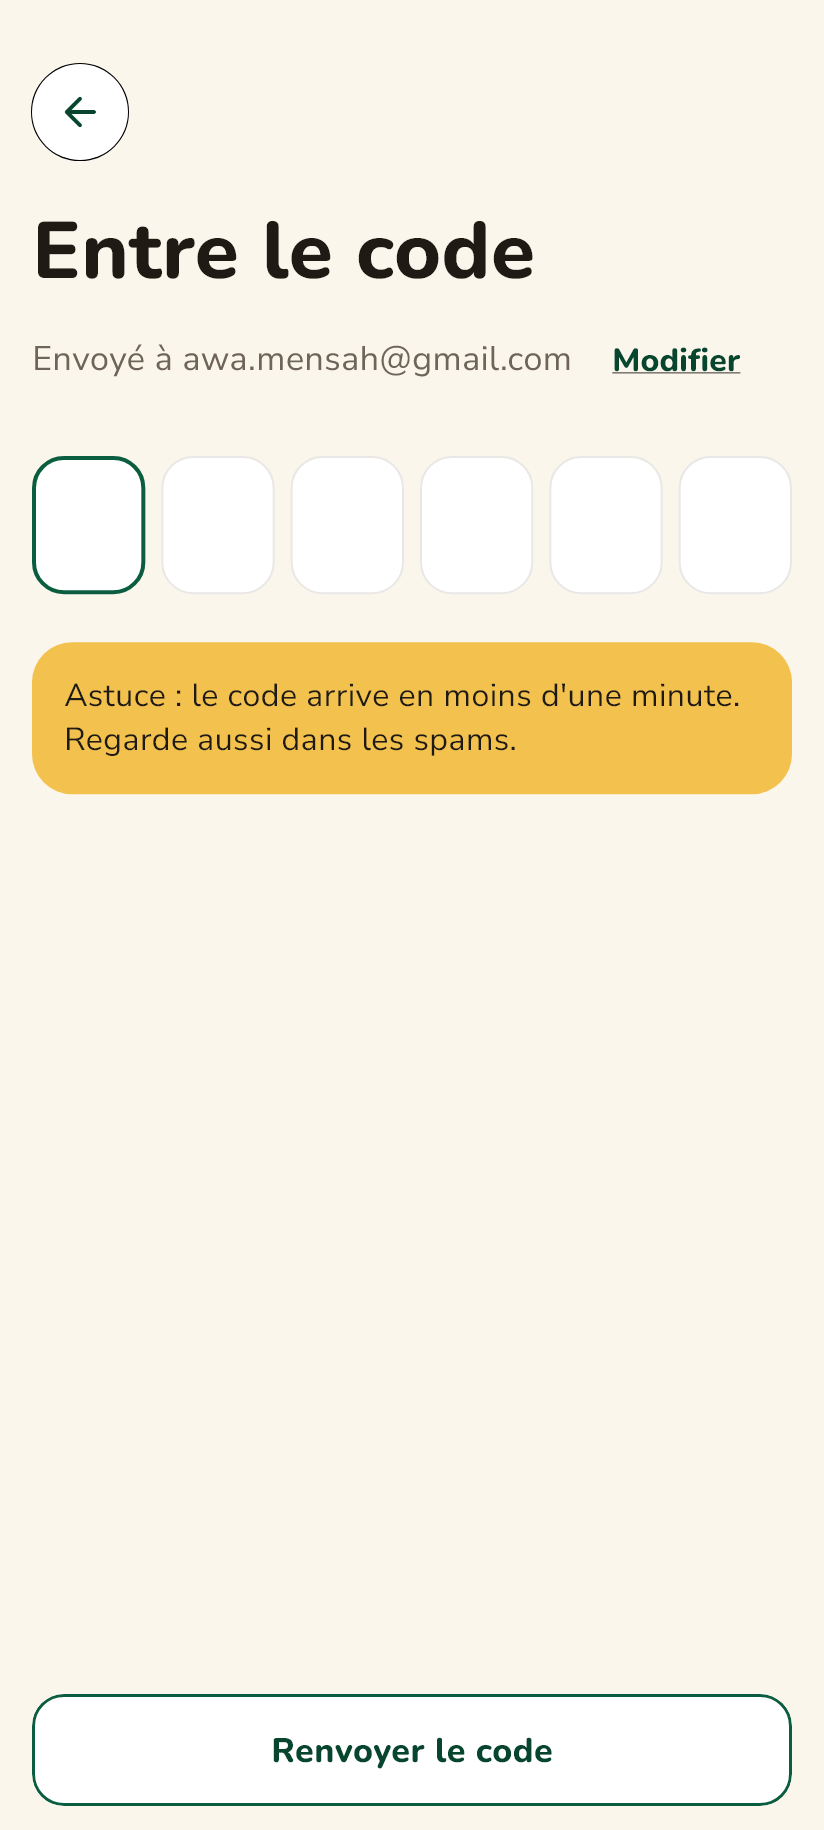 Entre le code
Envoyé à awa.mensah@gmail.com Modifier
Astuce : le code arrive en moins d'une minute.
Regarde aussi dans les spams.
Renvoyer le code